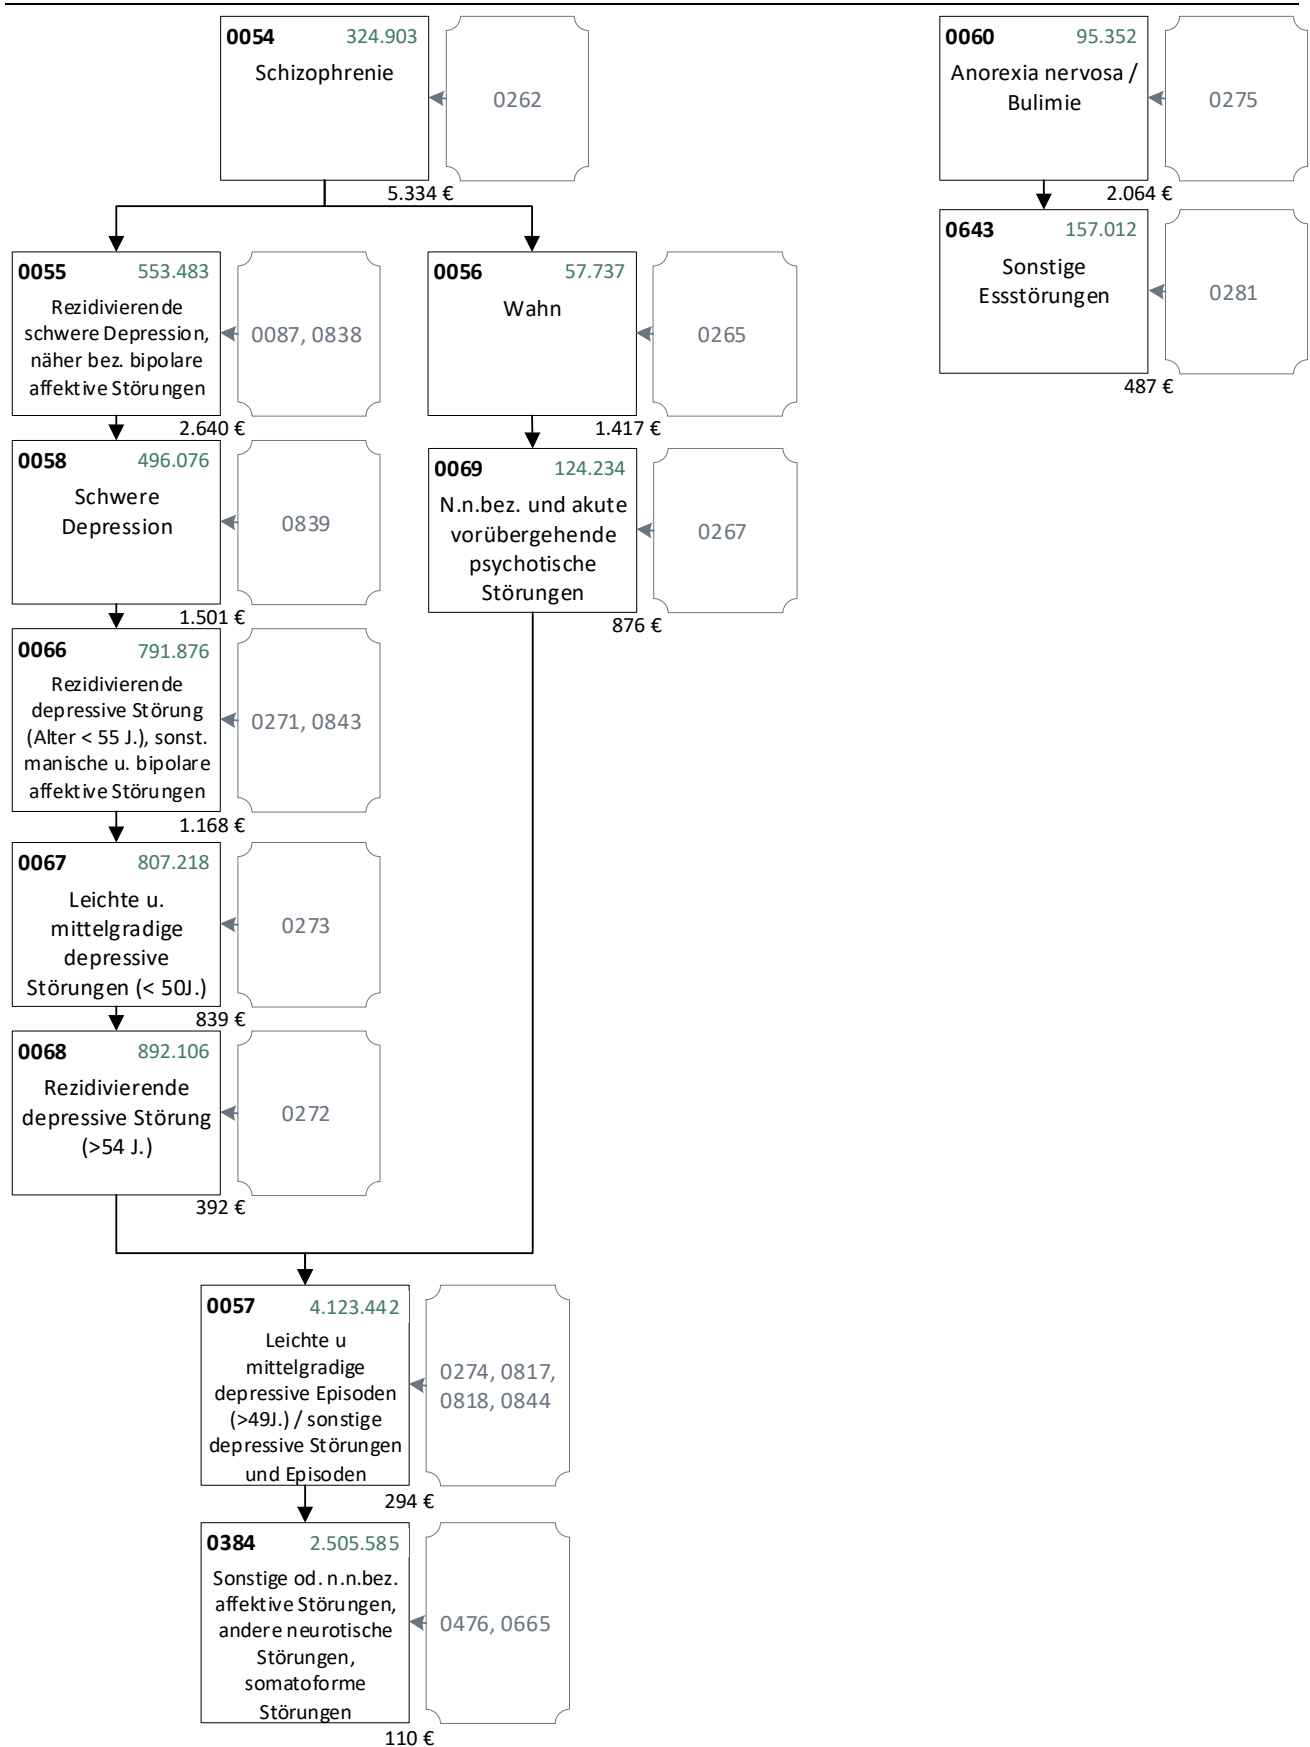 0054 324.903
Schizophrenie
0262
5.334 €
0055 553.483
Rezidivierende
schwere Depression,
näher bez. bipolare
affektive Störungen
0087, 0838
2.640 €
0058 496.076
Schwere
Depression
0839
1.501 €
0066 791.876
Rezidivierende
depressive Störung
(Alter < 55 J.), sonst.
manische u. bipolare
affektive Störungen
0271, 0843
1.168 €
0067 807.218
Leichte u.
mittelgradige
depressive
Störungen (< 50J.)
0273
839 €
0068 892.106
Rezidivierende
depressive Störung
(>54 J.)
0272
392 €
0056 57.737
Wahn
0265
1.417 €
0069 124.234
N.n.bez. und akute
vorübergehende
psychotische
Störungen
0267
876 €
0057 4.123.442
Leichte u
mittelgradige
depressive Episoden
(>49J.) / sonstige
depressive Störungen
und Episoden
0274, 0817,
0818, 0844
294 €
0384 2.505.585
Sonstige od. n.n.bez.
affektive Störungen,
andere neurotische
Störungen,
somatoforme
Störungen
0476, 0665
110 €
0060 95.352
Anorexia nervosa /
Bulimie
0275
2.064 €
0643 157.012
Sonstige
Essstörungen
0281
487 €